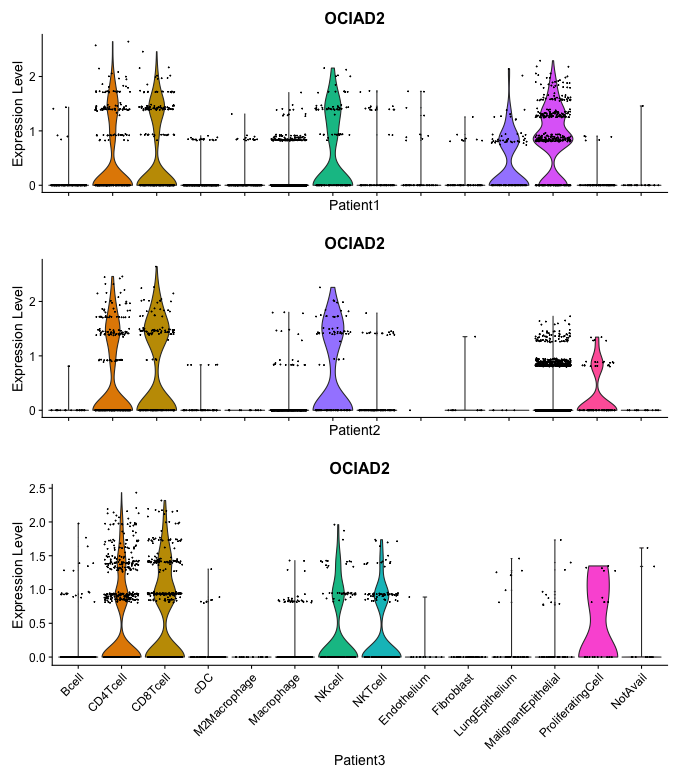 OCIAD2
Expression Level
2
1
0
Patient1
OCIAD2
Expression Level
2
1
0
Patient2
OCIAD2
Expression Level
2.5
2.0
1.5
1.0
0.5
0.0
Bcell
CD4Tcell
CD8Tcell
cDC
M2Macrophage
Macrophage
NKcell
NKTcell
Endothelium
Fibroblast
LungEpithelium
MalignantEpithelial
ProliferatingCell
NotAvail
Patient3